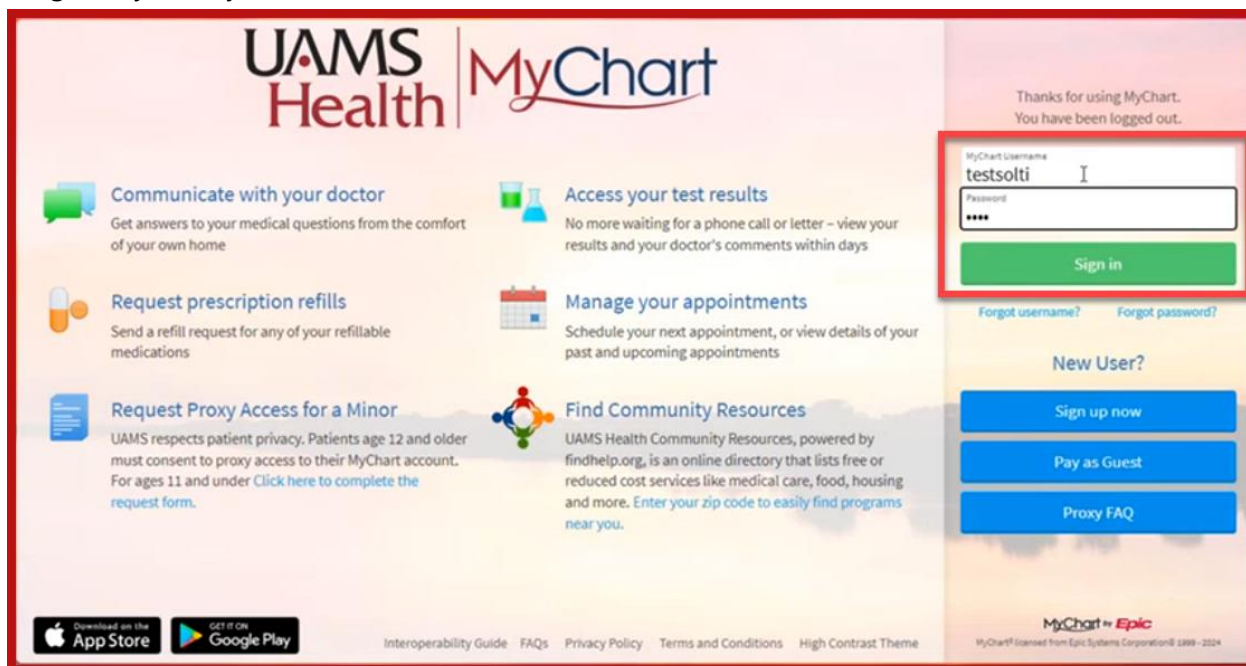 UAMS
Health
MyChart
Thanks for using MyChart.
You have been logged out.
MyChart Username
testsolti
Password
••••
Sign in
Forgot username? Forgot password?
New User?
Sign up now
Pay as Guest
Proxy FAQ
Communicate with your doctor
Get answers to your medical questions from the comfort
of your own home
Access your test results
No more waiting for a phone call or letter – view your
results and your doctor's comments within days
Request prescription refills
Send a refill request for any of your refillable
medications
Manage your appointments
Schedule your next appointment, or view details of your
past and upcoming appointments
Request Proxy Access for a Minor
UAMS respects patient privacy. Patients age 12 and older
must consent to proxy access to their MyChart account.
For ages 11 and under Click here to complete the
request form.
Find Community Resources
UAMS Health Community Resources, powered by
findhelp.org, is an online directory that lists free or
reduced cost services like medical care, food, housing
and more. Enter your zip code to easily find programs
near you.
Download on the
App Store
GET IT ON
Google Play
Interoperability Guide FAQs Privacy Policy Terms and Conditions High Contrast Theme
MyChart by Epic
MyChart® licensed from Epic Systems Corporation© 1999 - 2024